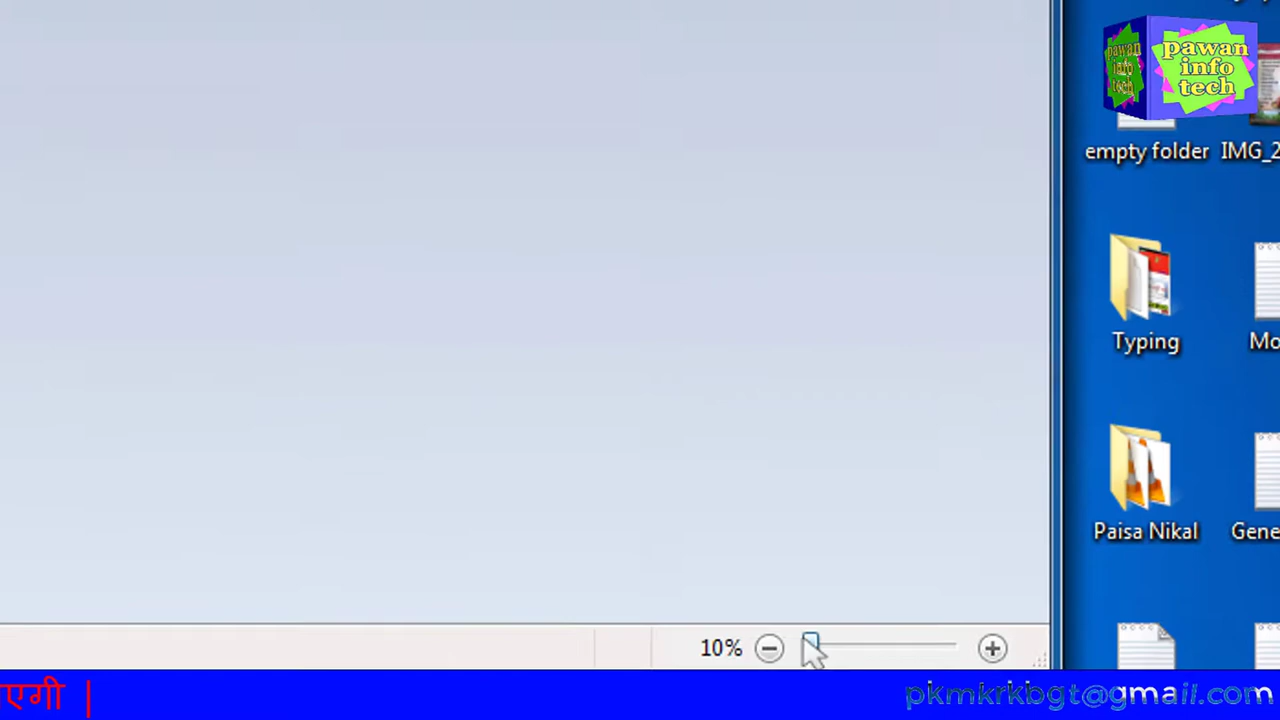 pawan
info
tech
pawan
info
tech
empty folder
IMG_2
Typing
Mo
Paisa Nikal
Gene
10%
एगी |
pkmkrkbgt@gmail.com